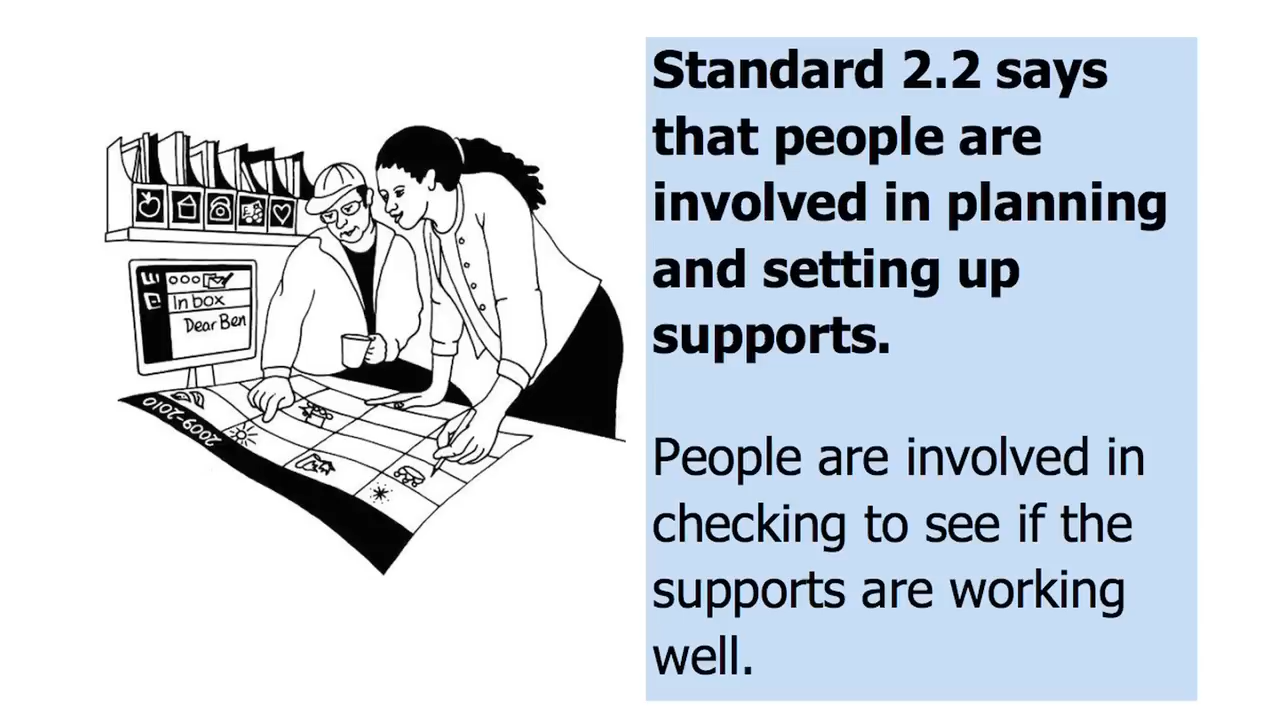 Standard 2.2 says
that people are
involved in planning
and setting up
supports.
People are involved in
checking to see if the
supports are working
well.
In box
Dear Ben
2009-2010